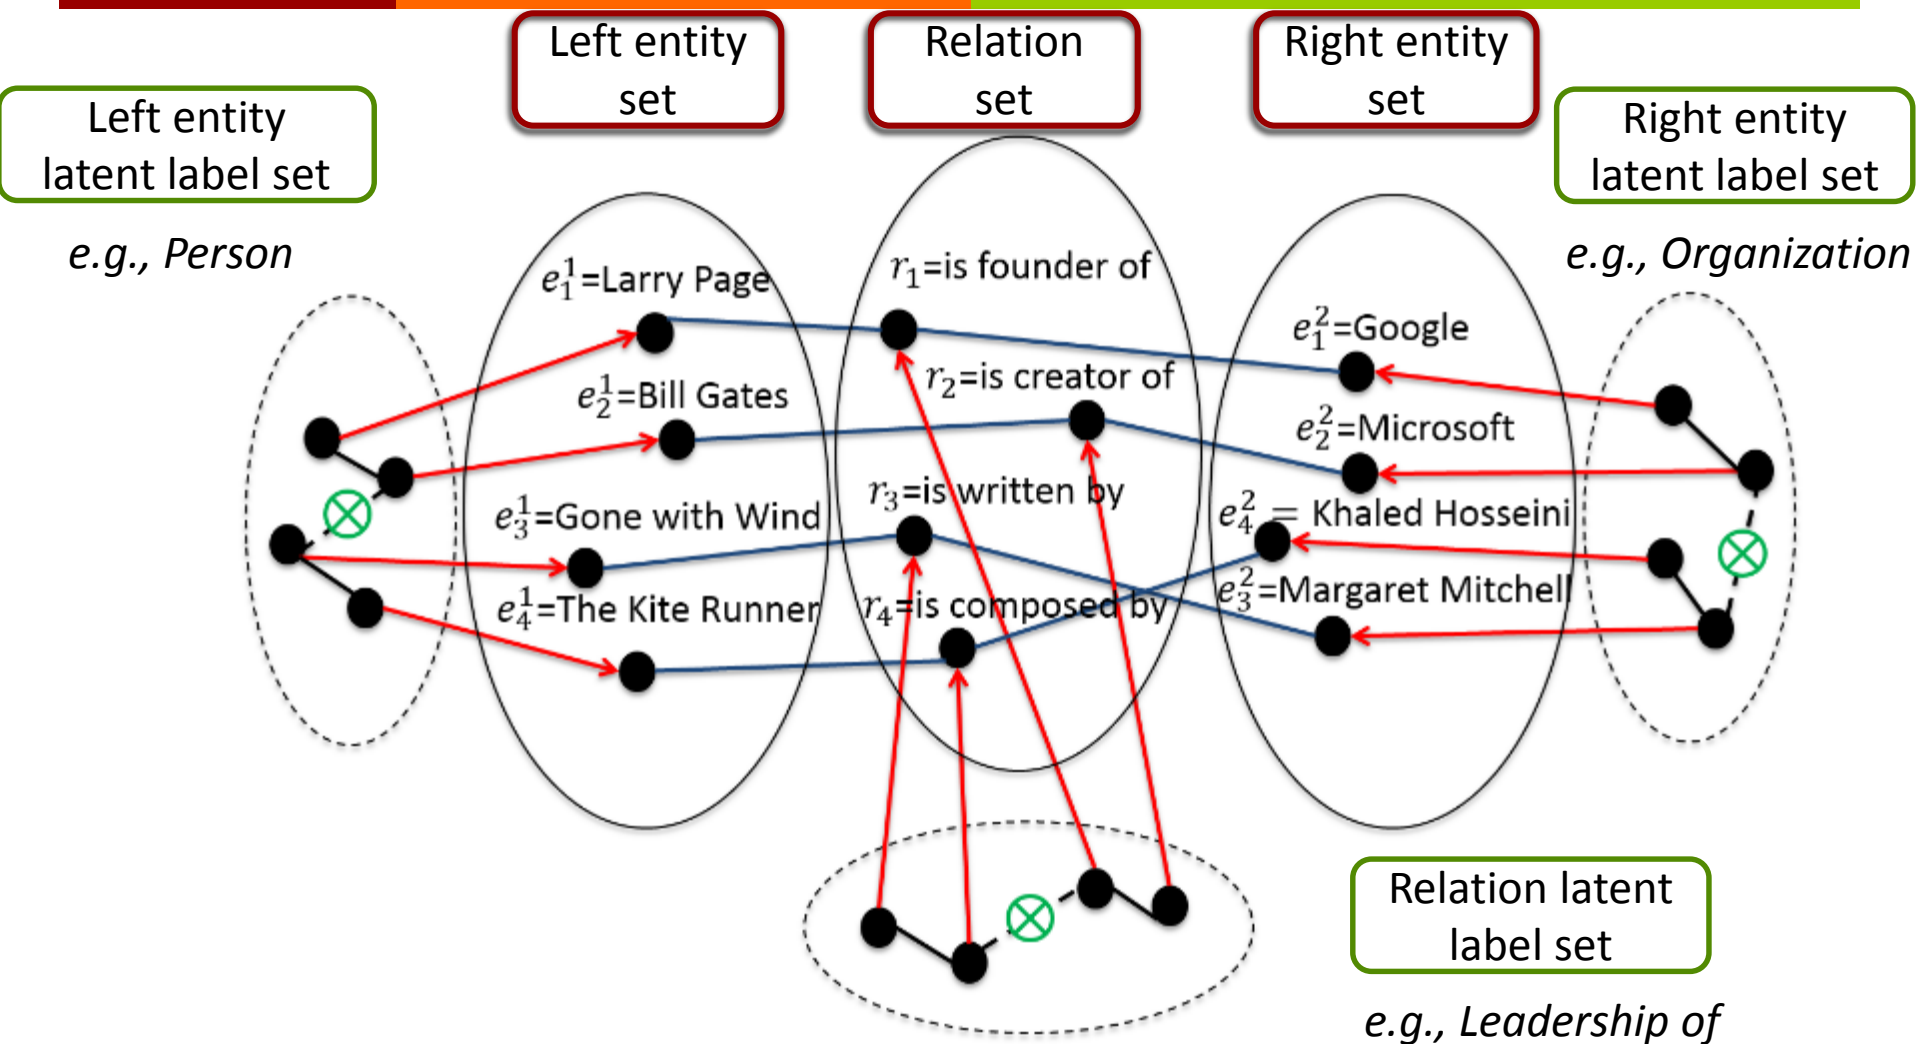 Left entity
set
Relation
set
Right entity
set
Left entity
latent label set
Right entity
latent label set
e.g., Person
e.g., Organization
e₁¹=Larry Page
r₁=is founder of
e₁²=Google
e₂¹=Bill Gates
r₂=is creator of
e₂²=Microsoft
e₃¹=Gone with Wind
r₃=is written by
e₄² = Khaled Hosseini
e₄¹=The Kite Runner
r₄=is composed by
e₃²=Margaret Mitchell
Relation latent
label set
e.g., Leadership of